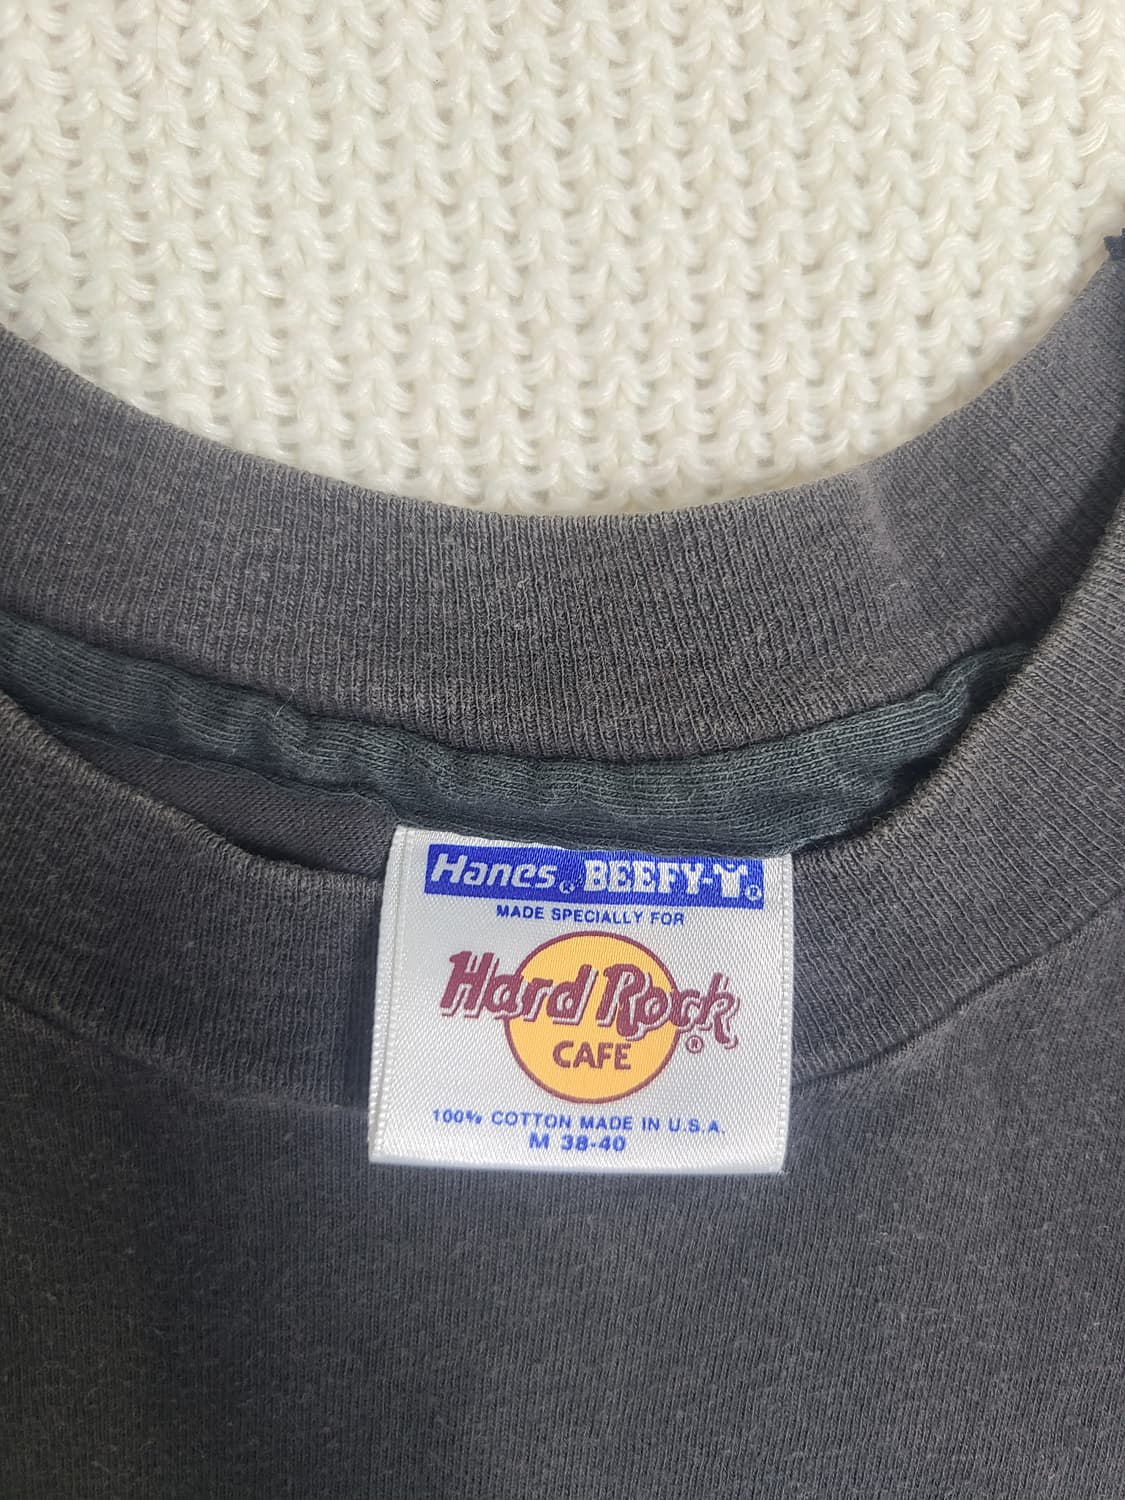 Hanes® BEEFY-T®
MADE SPECIALLY FOR
Hard Rock®
CAFE
100% COTTON MADE IN U.S.A.
M 38-40